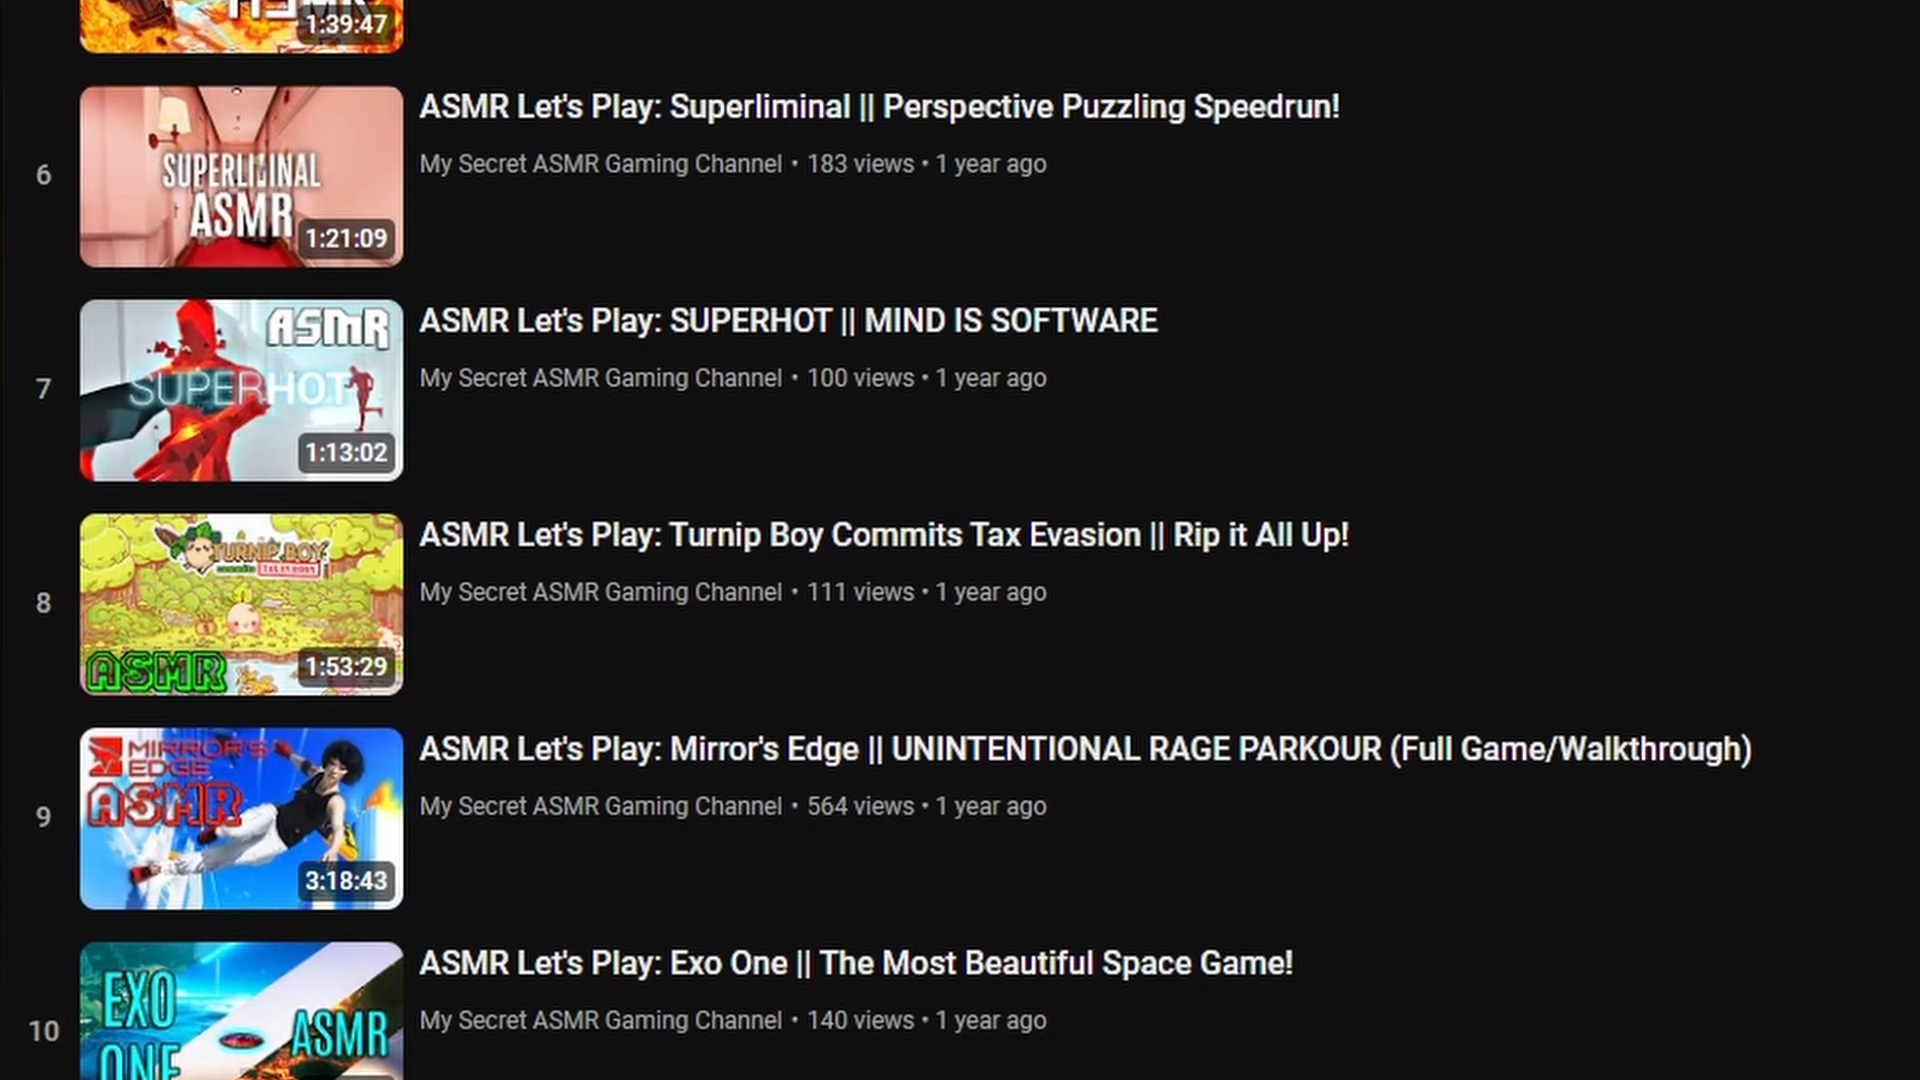 1:39:47
6
SUPERLIMINAL
ASMR
1:21:09
ASMR Let's Play: Superliminal || Perspective Puzzling Speedrun!
My Secret ASMR Gaming Channel • 183 views • 1 year ago
7
ASMR
SUPERHOT
1:13:02
ASMR Let's Play: SUPERHOT || MIND IS SOFTWARE
My Secret ASMR Gaming Channel • 100 views • 1 year ago
8
TURNIP BOY
commits TAX EVASION
ASMR
1:53:29
ASMR Let's Play: Turnip Boy Commits Tax Evasion || Rip it All Up!
My Secret ASMR Gaming Channel • 111 views • 1 year ago
9
MIRROR'S
EDGE
ASMR
3:18:43
ASMR Let's Play: Mirror's Edge || UNINTENTIONAL RAGE PARKOUR (Full Game/Walkthrough)
My Secret ASMR Gaming Channel • 564 views • 1 year ago
10
EXO
ONE
ASMR
ASMR Let's Play: Exo One || The Most Beautiful Space Game!
My Secret ASMR Gaming Channel • 140 views • 1 year ago